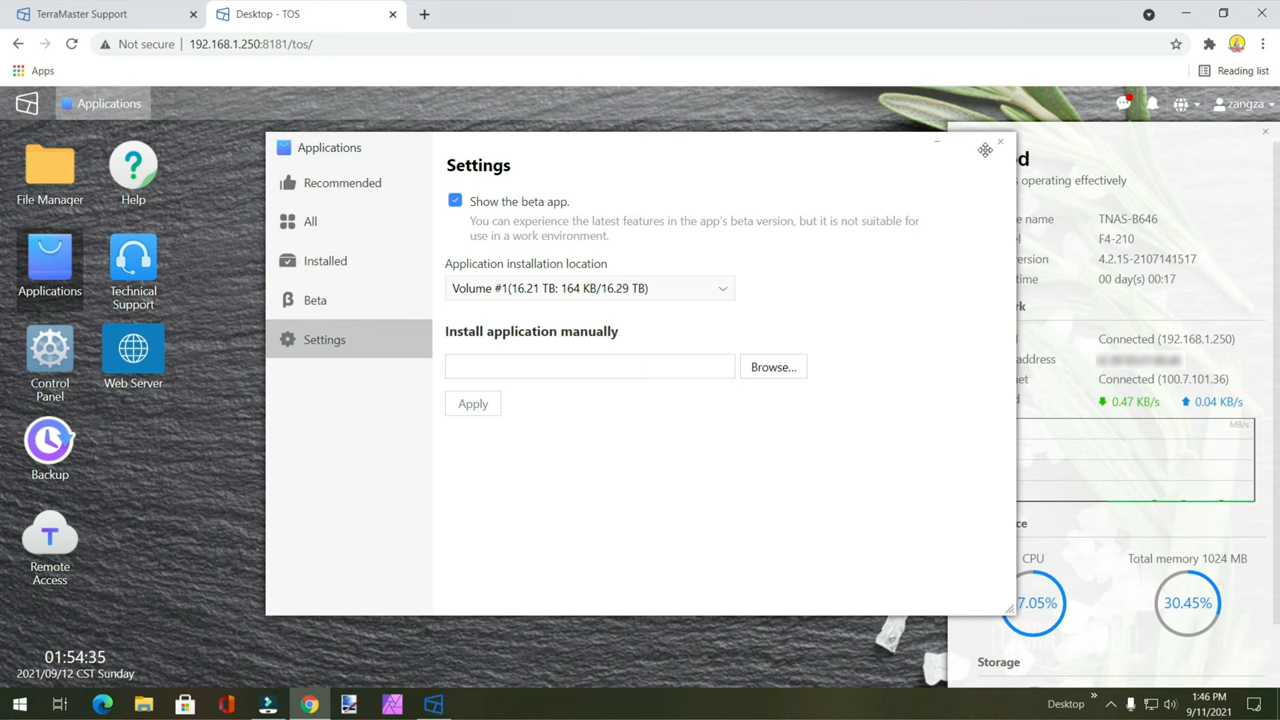 TerraMaster Support
Desktop - TOS
Not secure
192.168.1.250:8181/tos/
Apps
Reading list
Applications
zangza
File Manager
Help
Applications
Technical
Support
Control
Panel
Web Server
Backup
Remote
Access
01:54:35
2021/09/12 CST Sunday
Applications
Recommended
All
Installed
Beta
Settings
Settings
Show the beta app.
You can experience the latest features in the app's beta version, but it is not suitable for
use in a work environment.
Application installation location
Volume #1(16.21 TB: 164 KB/16.29 TB)
Install application manually
Browse...
Apply
operating effectively
name TNAS-B646
F4-210
4.2.15-2107141517
time 00 day(s) 00:17
Connected (192.168.1.250)
address
Connected (100.7.101.36)
0.47 KB/s 0.04 KB/s
MB/s
CPU
Total memory 1024 MB
7.05%
30.45%
Storage
Desktop
1:46 PM
9/11/2021